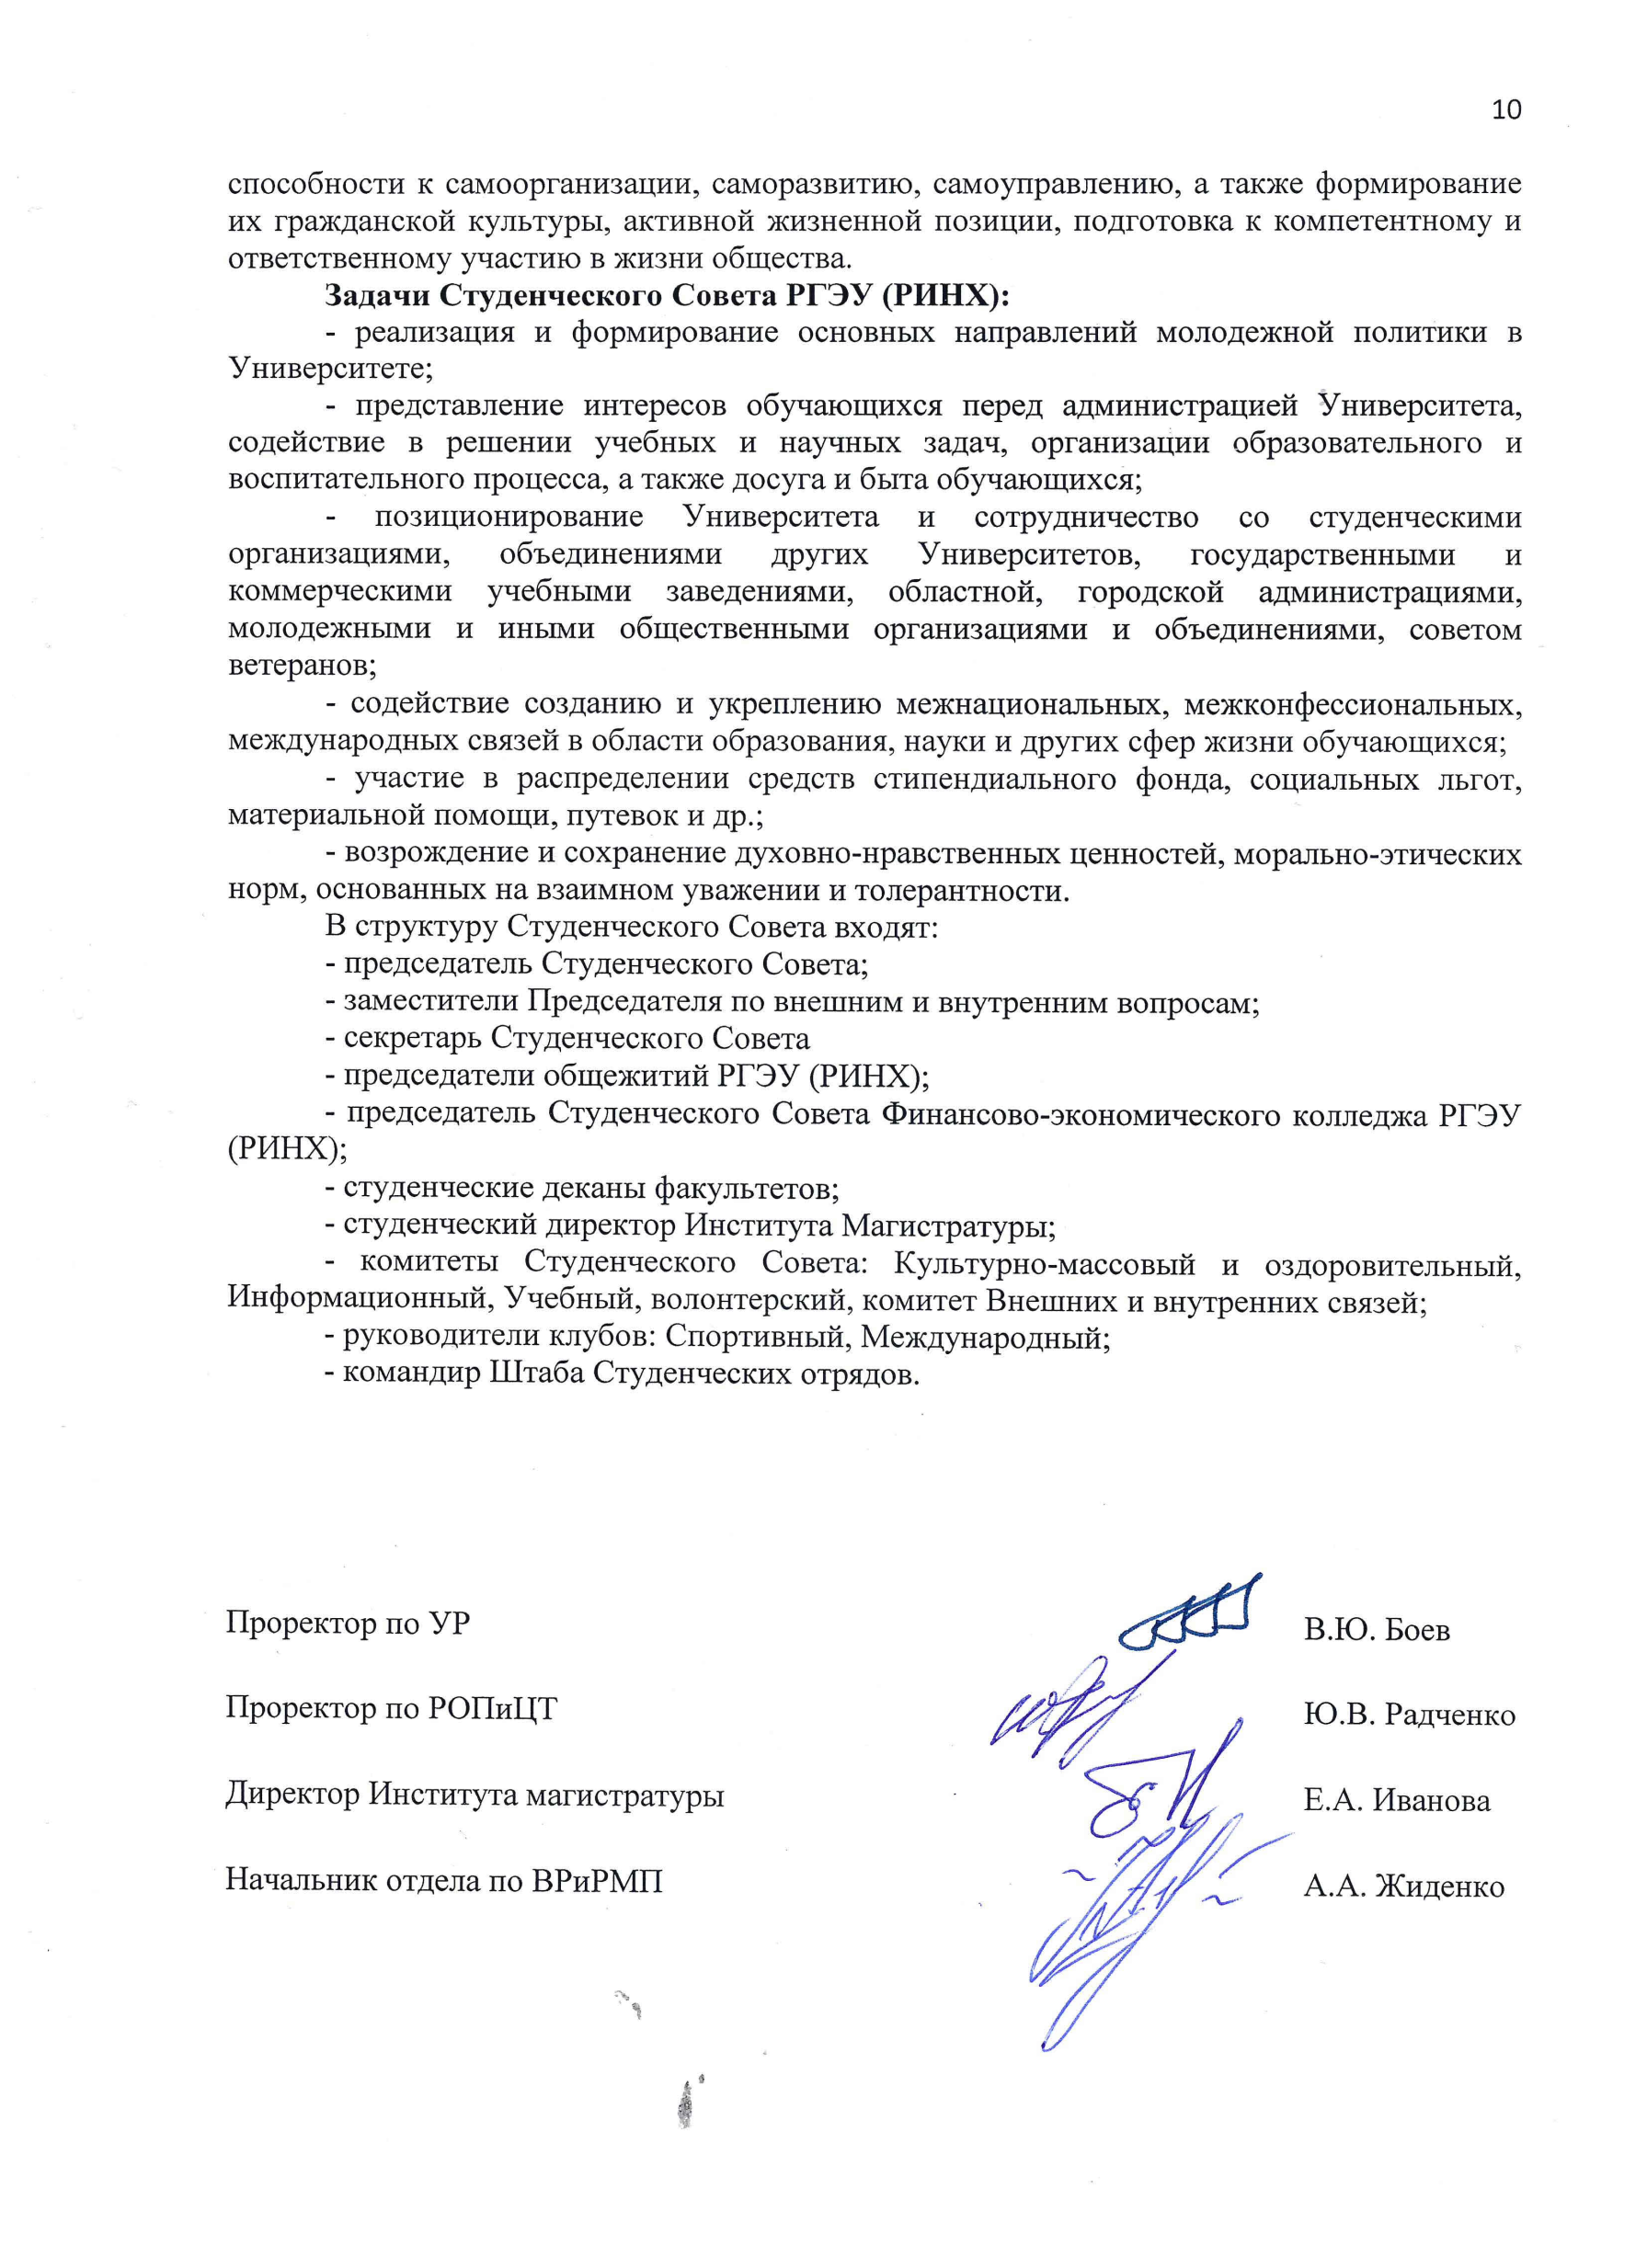 10
способности к самоорганизации, саморазвитию, самоуправлению, а также формирование
их гражданской культуры, активной жизненной позиции, подготовка к компетентному и
ответственному участию в жизни общества.
Задачи Студенческого Совета РГЭУ (РИНХ):
- реализация и формирование основных направлений молодежной политики в
Университете;
- представление интересов обучающихся перед администрацией Университета,
содействие в решении учебных и научных задач, организации образовательного и
воспитательного процесса, а также досуга и быта обучающихся;
- позиционирование Университета и сотрудничество со студенческими
организациями, объединениями других Университетов, государственными и
коммерческими учебными заведениями, областной, городской администрациями,
молодежными и иными общественными организациями и объединениями, советом
ветеранов;
- содействие созданию и укреплению межнациональных, межконфессиональных,
международных связей в области образования, науки и других сфер жизни обучающихся;
- участие в распределении средств стипендиального фонда, социальных льгот,
материальной помощи, путевок и др.;
- возрождение и сохранение духовно-нравственных ценностей, морально-этических
норм, основанных на взаимном уважении и толерантности.
В структуру Студенческого Совета входят:
- председатель Студенческого Совета;
- заместители Председателя по внешним и внутренним вопросам;
- секретарь Студенческого Совета
- председатели общежитий РГЭУ (РИНХ);
- председатель Студенческого Совета Финансово-экономического колледжа РГЭУ
(РИНХ);
- студенческие деканы факультетов;
- студенческий директор Института Магистратуры;
- комитеты Студенческого Совета: Культурно-массовый и оздоровительный,
Информационный, Учебный, волонтерский, комитет Внешних и внутренних связей;
- руководители клубов: Спортивный, Международный;
- командир Штаба Студенческих отрядов.
Проректор по УР В.Ю. Боев
Проректор по РОПиЦТ Ю.В. Радченко
Директор Института магистратуры Е.А. Иванова
Начальник отдела по ВРиРМП А.А. Жиденко